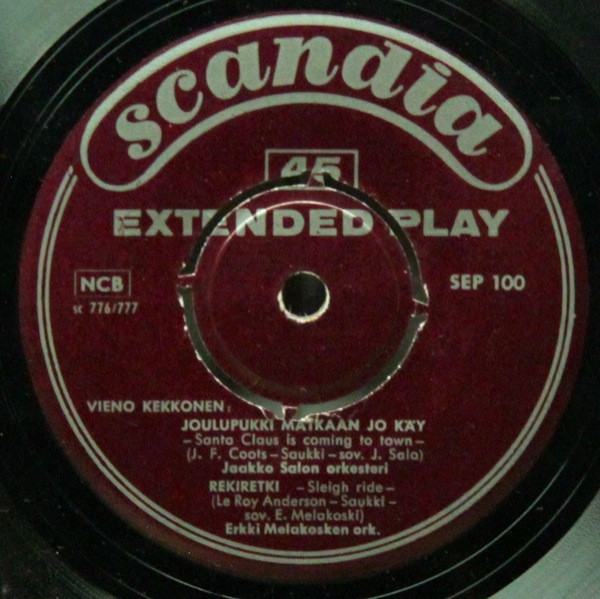 scandia
45
EXTENDED PLAY
NCB
SEP 100
sc 776/777
VIENO KEKKONEN:
JOULUPUKKI MATKAAN JO KÄY
–Santa Claus is coming to town–
(J. F. Coots–Saukki–sov. J. Salo)
Jaakko Salon orkesteri
REKIRETKI –Sleigh ride–
(Le Roy Anderson–Saukki–
sov. E. Melakoski)
Erkki Melakosken ork.